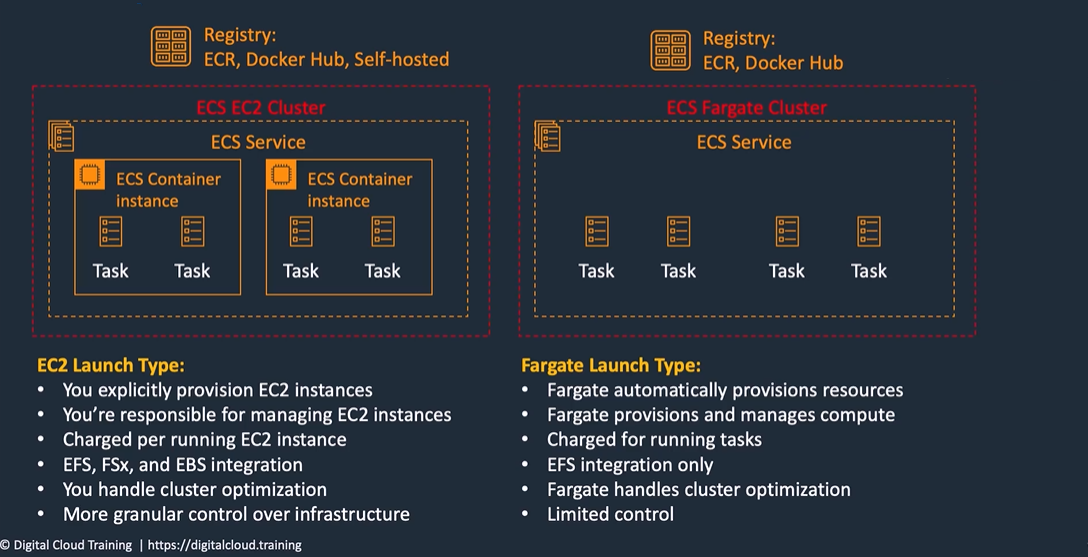 Registry:
ECR, Docker Hub, Self-hosted
ECS EC2 Cluster
ECS Service
ECS Container
instance
Task
Task
ECS Container
instance
Task
Task
EC2 Launch Type:
• You explicitly provision EC2 instances
• You’re responsible for managing EC2 instances
• Charged per running EC2 instance
• EFS, FSx, and EBS integration
• You handle cluster optimization
• More granular control over infrastructure
Registry:
ECR, Docker Hub
ECS Fargate Cluster
ECS Service
Task
Task
Task
Task
Fargate Launch Type:
• Fargate automatically provisions resources
• Fargate provisions and manages compute
• Charged for running tasks
• EFS integration only
• Fargate handles cluster optimization
• Limited control
© Digital Cloud Training | https://digitalcloud.training